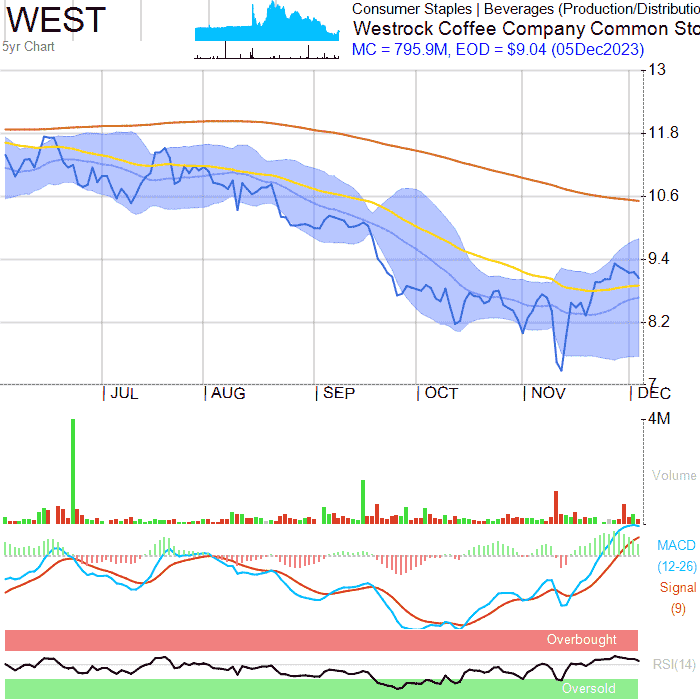 WEST
5yr Chart
Consumer Staples | Beverages (Production/Distributio
Westrock Coffee Company Common Sto
MC = 795.9M, EOD = $9.04 (05Dec2023)
13
11.8
10.6
9.4
8.2
7
JUL AUG SEP OCT NOV DEC
4M
Volume
MACD
(12-26)
Signal
(9)
Overbought
RSI(14)
Oversold